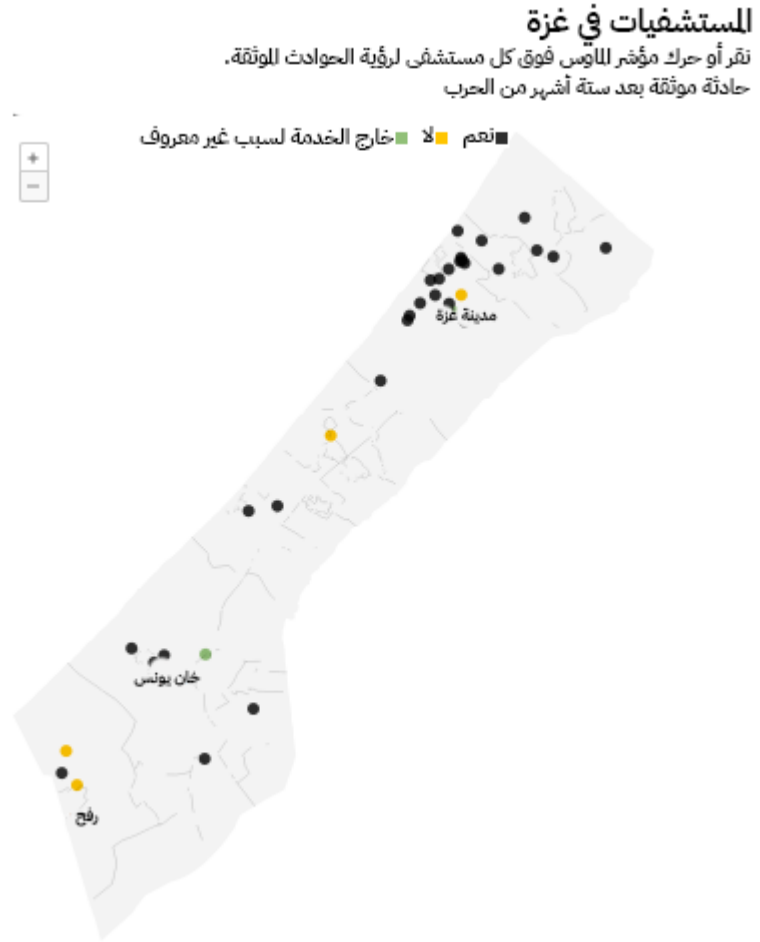 المستشفيات في غزة
نقر أو حرك مؤشر الماوس فوق كل مستشفى لرؤية الحوادث الموثقة.
حادثة موثقة بعد ستة أشهر من الحرب
نعم لا خارج الخدمة لسبب غير معروف
+
−
مدينة غزة
خان يونس
رفح